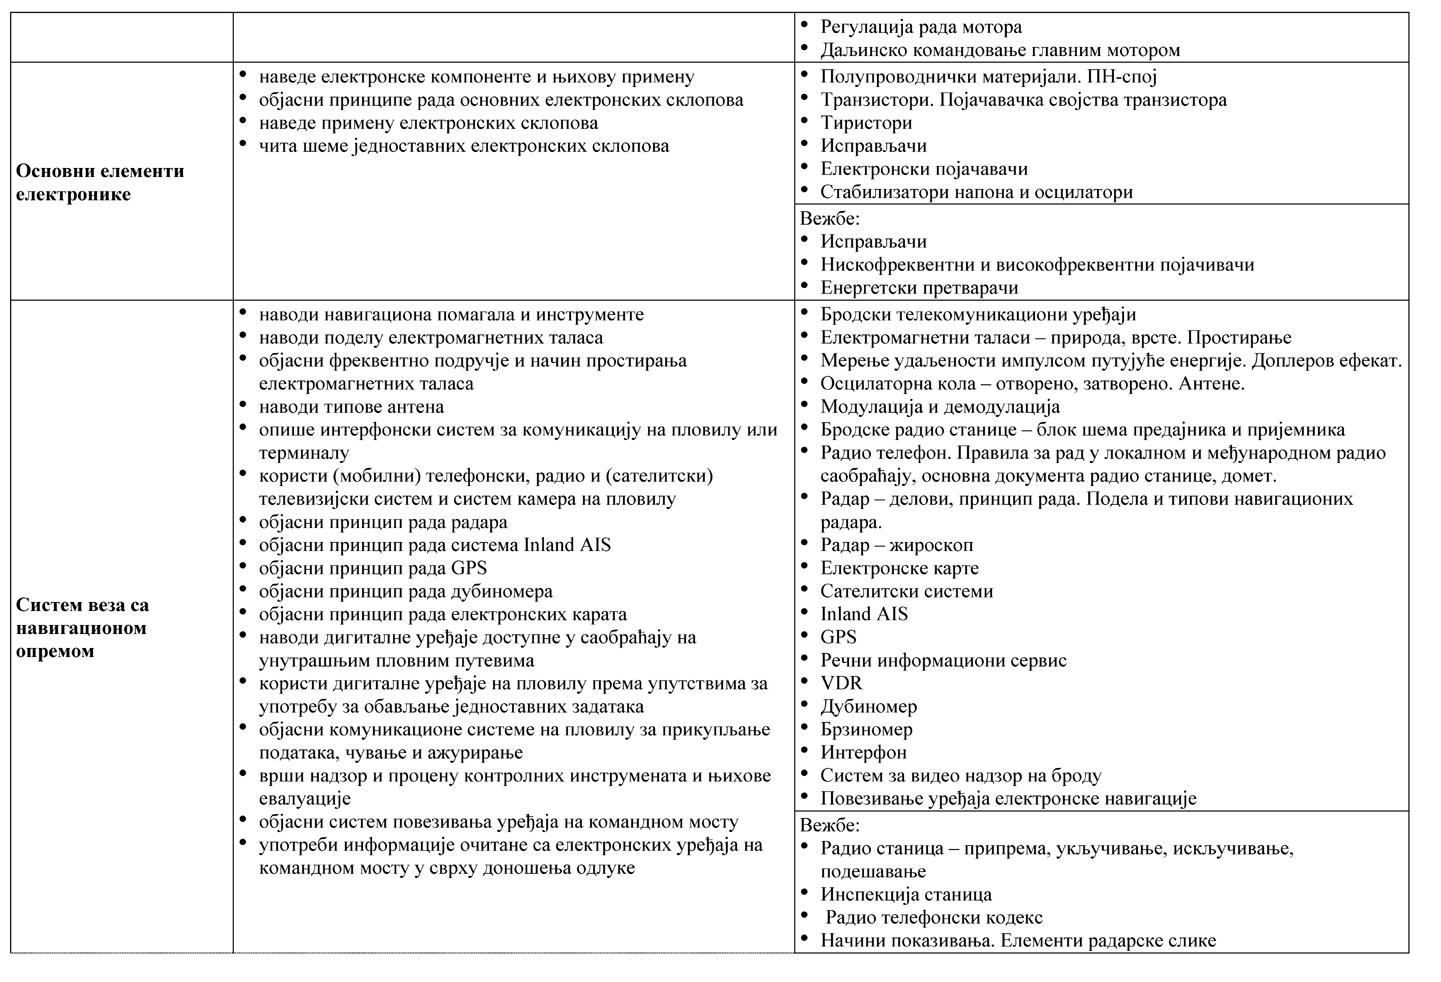 • Регулација рада мотора
• Даљинско командовање главним мотором
Основни елементи
електронике
• наведе електронске компоненте и њихову примену
• објасни принципе рада основних електронских склопова
• наведе примену електронских склопова
• чита шеме једноставних електронских склопова
• Полупроводнички материјали. ПН-спој
• Транзистори. Појачавачка својства транзистора
• Тиристори
• Исправљачи
• Електронски појачавачи
• Стабилизатори напона и осцилатори
Вежбе:
• Исправљачи
• Нискофреквентни и високофреквентни појачивачи
• Енергетски претварачи
Систем веза са
навигационом
опремом
• наводи навигациона помагала и инструменте
• наводи поделу електромагнетних таласа
• објасни фреквентно подручје и начин простирања
електромагнетних таласа
• наводи типове антена
• опише интерфонски систем за комуникацију на пловилу или
терминалу
• користи (мобилни) телефонски, радио и (сателитски)
телевизијски систем и систем камера на пловилу
• објасни принцип рада радара
• објасни принцип рада система Inland AIS
• објасни принцип рада GPS
• објасни принцип рада дубиномера
• објасни принцип рада електронских карата
• наводи дигиталне уређаје доступне у саобраћају на
унутрашњим пловним путевима
• користи дигиталне уређаје на пловилу према упутствима за
употребу за обављање једноставних задатака
• објасни комуникационе системе на пловилу за прикупљање
података, чување и ажурирање
• врши надзор и процену контролних инструмената и њихове
евалуације
• објасни систем повезивања уређаја на командном мосту
• употреби информације очитане са електронских уређаја на
командном мосту у сврху доношења одлуке
• Бродски телекомуникациони уређаји
• Електромагнетни таласи – природа, врсте. Простирање
• Мерење удаљености импулсом путујуће енергије. Доплеров ефекат.
• Осцилаторна кола – отворено, затворено. Антене.
• Модулација и демодулација
• Бродске радио станице – блок шема предајника и пријемника
• Радио телефон. Правила за рад у локалном и међународном радио
саобраћају, основна документа радио станице, домет.
• Радар – делови, принцип рада. Подела и типови навигационих
радара.
• Радар – жироскоп
• Електронске карте
• Сателитски системи
• Inland AIS
• GPS
• Речни информациони сервис
• VDR
• Дубиномер
• Брзиномер
• Интерфон
• Систем за видео надзор на броду
• Повезивање уређаја електронске навигације
Вежбе:
• Радио станица – припрема, укључивање, искључивање,
подешавање
• Инспекција станица
• Радио телефонски кодекс
• Начини показивања. Елементи радарске слике